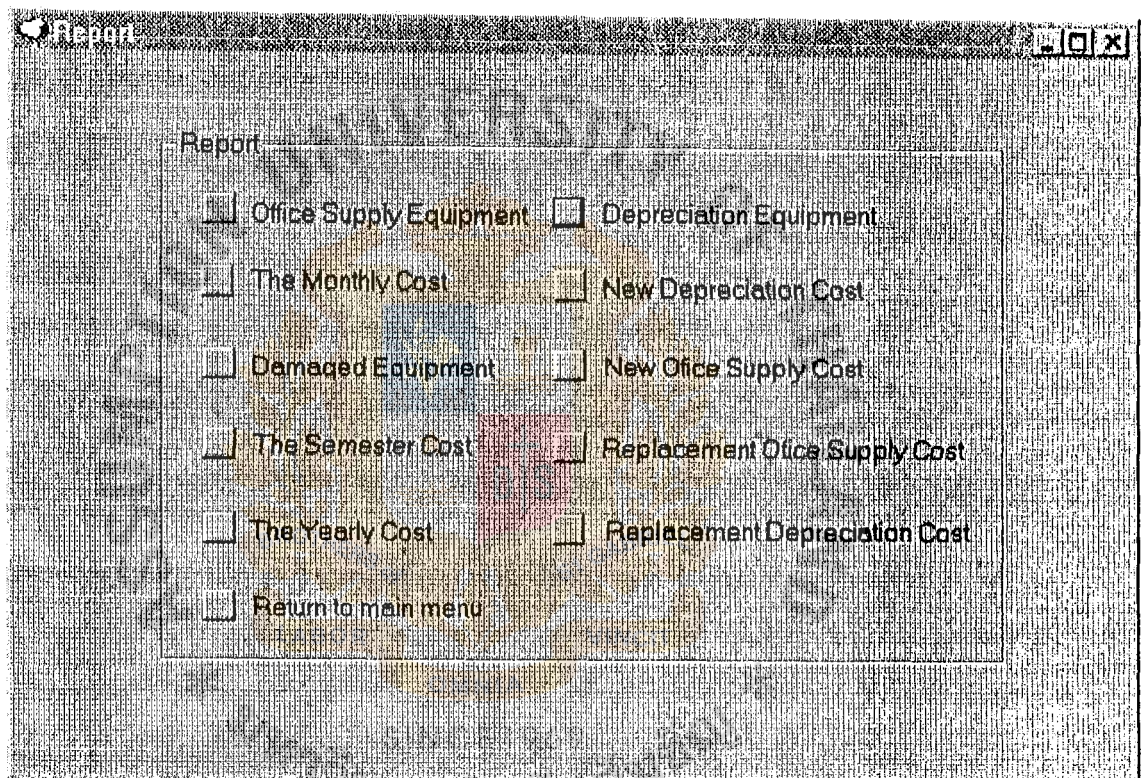 Report
Report
Office Supply Equipment
Depreciation Equipment
The Monthly Cost
New Depreciation Cost
Damaged Equipment
New Ofice Supply Cost
The Semester Cost
Replacement Ofice Supply Cost
The Yearly Cost
Replacement Depreciation Cost
Return to main menu